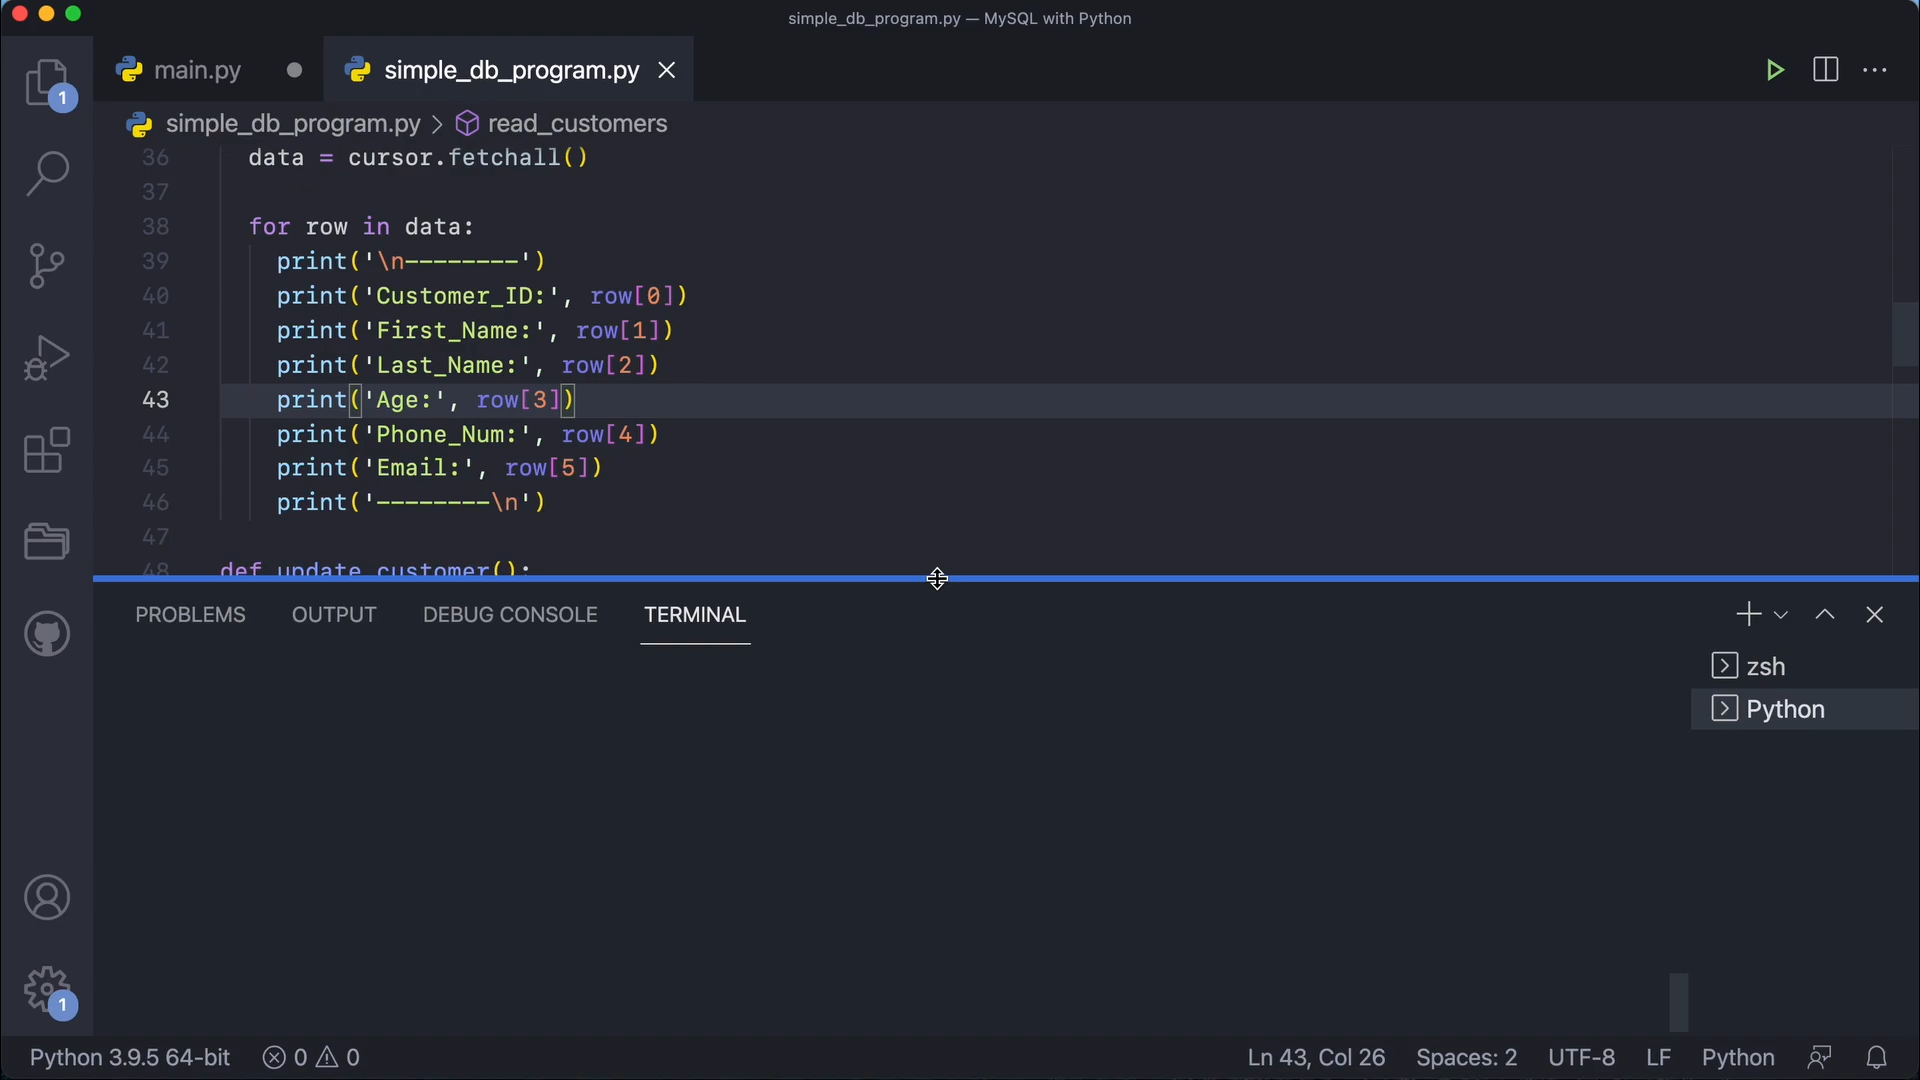 simple_db_program.py — MySQL with Python
main.py
simple_db_program.py
simple_db_program.py > read_customers
1
36 data = cursor.fetchall()
37
38 for row in data:
39 print('\n--------')
40 print('Customer_ID:', row[0])
41 print('First_Name:', row[1])
42 print('Last_Name:', row[2])
43 print('Age:', row[3])
44 print('Phone_Num:', row[4])
45 print('Email:', row[5])
46 print('--------\n')
47
48 def update_customer():
PROBLEMS OUTPUT DEBUG CONSOLE TERMINAL
zsh
Python
1
Python 3.9.5 64-bit 0 0 Ln 43, Col 26 Spaces: 2 UTF-8 LF Python